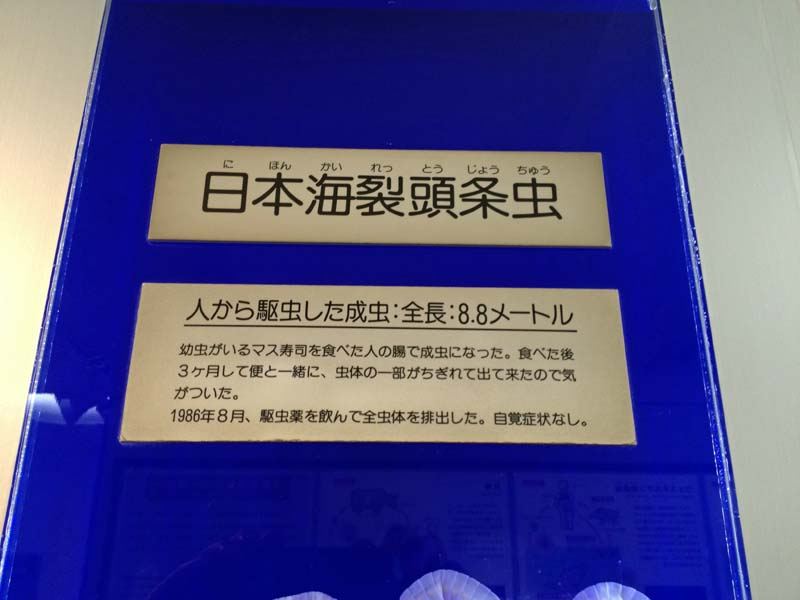 に ほん かい れっ とう じょう ちゅう
日本海裂頭条虫
人から駆虫した成虫:全長:8.8メートル
幼虫がいるマス寿司を食べた人の腸で成虫になった。食べた後
3ヶ月して便と一緒に、虫体の一部がちぎれて出て来たので気
がついた。
1986年8月、駆虫薬を飲んで全虫体を排出した。自覚症状なし。